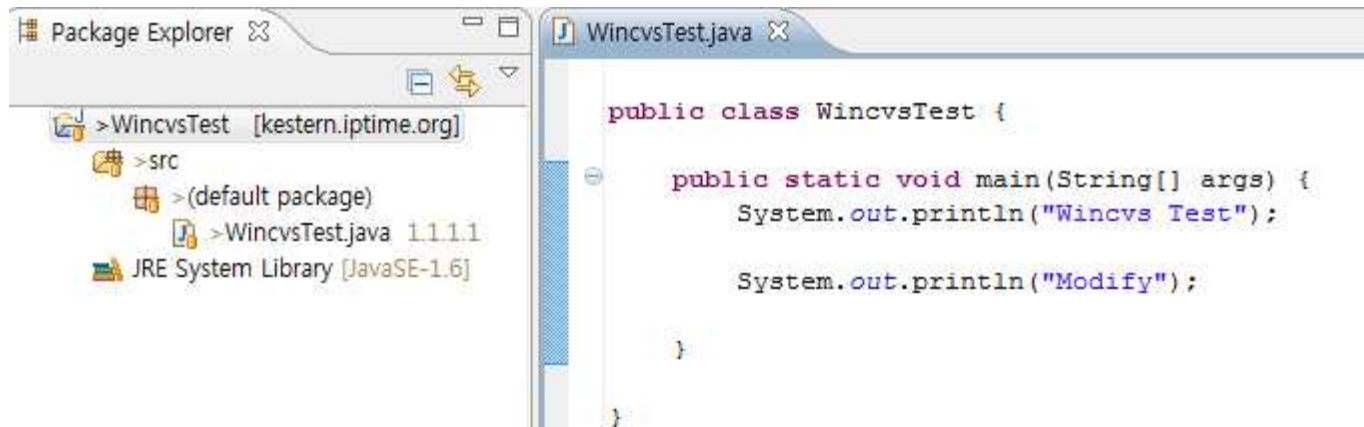 Package Explorer
>WincvsTest [kestern.iptime.org]
>src
>(default package)
>WincvsTest.java 1.1.1.1
JRE System Library [JavaSE-1.6]
WincvsTest.java
public class WincvsTest {
public static void main(String[] args) {
System.out.println("Wincvs Test");
System.out.println("Modify");
}
}